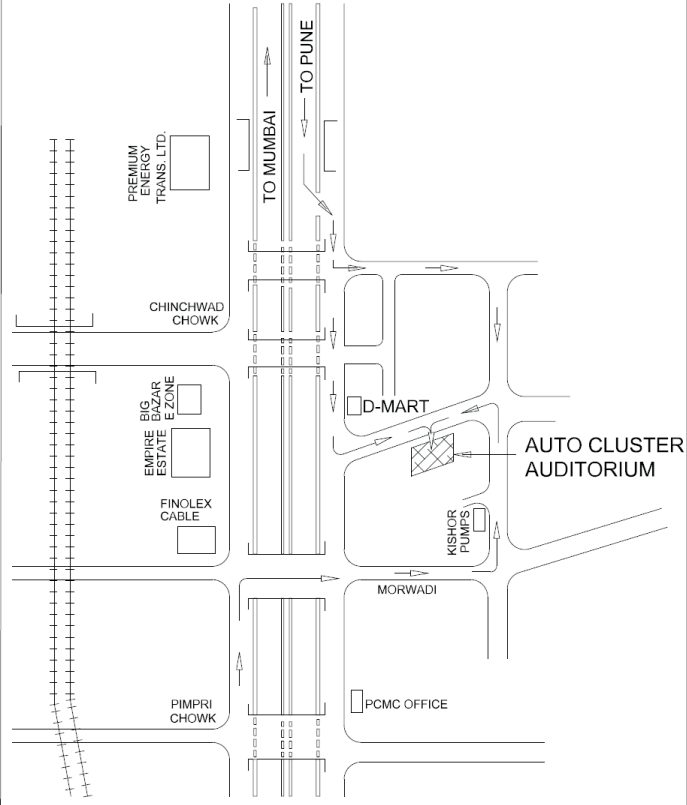 TO PUNE
TO MUMBAI
PREMIUM
ENERGY
TRANS. LTD.
CHINCHWAD
CHOWK
BIG
BAZAR
E ZONE
D-MART
EMPIRE
ESTATE
AUTO CLUSTER
AUDITORIUM
FINOLEX
CABLE
KISHOR
PUMPS
MORWADI
PIMPRI
CHOWK
PCMC OFFICE